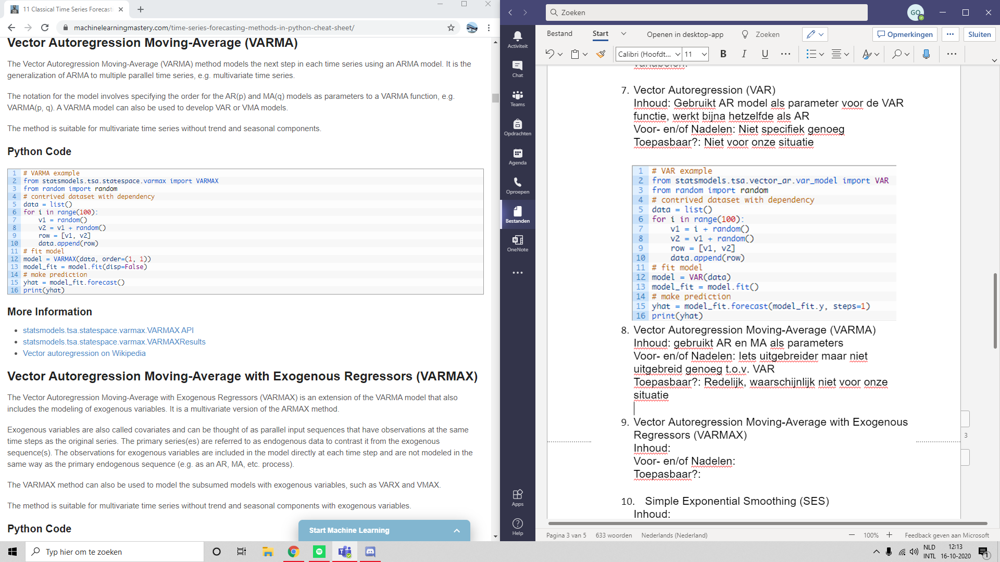 11 Classical Time Series Forecast
machinelearningmastery.com/time-series-forecasting-methods-in-python-cheat-sheet/
Vector Autoregression Moving-Average (VARMA)
The Vector Autoregression Moving-Average (VARMA) method models the next step in each time series using an ARMA model. It is the
generalization of ARMA to multiple parallel time series, e.g. multivariate time series.
The notation for the model involves specifying the order for the AR(p) and MA(q) models as parameters to a VARMA function, e.g.
VARMA(p, q). A VARMA model can also be used to develop VAR or VMA models.
The method is suitable for multivariate time series without trend and seasonal components.
Python Code
1 # VARMA example
2 from statsmodels.tsa.statespace.varmax import VARMAX
3 from random import random
4 # contrived dataset with dependency
5 data = list()
6 for i in range(100):
7 v1 = random()
8 v2 = v1 + random()
9 row = [v1, v2]
10 data.append(row)
11 # fit model
12 model = VARMAX(data, order=(1, 1))
13 model_fit = model.fit(disp=False)
14 # make prediction
15 yhat = model_fit.forecast()
16 print(yhat)
More Information
statsmodels.tsa.statespace.varmax.VARMAX API
statsmodels.tsa.statespace.varmax.VARMAXResults
Vector autoregression on Wikipedia
Vector Autoregression Moving-Average with Exogenous Regressors (VARMAX)
The Vector Autoregression Moving-Average with Exogenous Regressors (VARMAX) is an extension of the VARMA model that also
includes the modeling of exogenous variables. It is a multivariate version of the ARMAX method.
Exogenous variables are also called covariates and can be thought of as parallel input sequences that have observations at the same
time steps as the original series. The primary series(es) are referred to as endogenous data to contrast it from the exogenous
sequence(s). The observations for exogenous variables are included in the model directly at each time step and are not modeled in the
same way as the primary endogenous sequence (e.g. as an AR, MA, etc. process).
The VARMAX method can also be used to model the subsumed models with exogenous variables, such as VARX and VMAX.
The method is suitable for multivariate time series without trend and seasonal components with exogenous variables.
Python Code
Start Machine Learning
Zoeken
GO
Activiteit
Chat
Teams
Opdrachten
Agenda
Oproepen
Bestanden
OneNote
Apps
Help
Bestand
Start
Openen in desktop-app
Zoeken
Opmerkingen
Sluiten
Calibri (Hoofdt...
11
B I U
variabelen.
7. Vector Autoregression (VAR)
Inhoud: Gebruikt AR model als parameter voor de VAR
functie, werkt bijna hetzelfde als AR
Voor- en/of Nadelen: Niet specifiek genoeg
Toepasbaar?: Niet voor onze situatie
1 # VAR example
2 from statsmodels.tsa.vector_ar.var_model import VAR
3 from random import random
4 # contrived dataset with dependency
5 data = list()
6 for i in range(100):
7 v1 = i + random()
8 v2 = v1 + random()
9 row = [v1, v2]
10 data.append(row)
11 # fit model
12 model = VAR(data)
13 model_fit = model.fit()
14 # make prediction
15 yhat = model_fit.forecast(model_fit.y, steps=1)
16 print(yhat)
8. Vector Autoregression Moving-Average (VARMA)
Inhoud: gebruikt AR en MA als parameters
Voor- en/of Nadelen: Iets uitgebreider maar niet
uitgebreid genoeg t.o.v. VAR
Toepasbaar?: Redelijk, waarschijnlijk niet voor onze
situatie
9. Vector Autoregression Moving-Average with Exogenous
Regressors (VARMAX)
Inhoud:
Voor- en/of Nadelen:
Toepasbaar?:
3
10. Simple Exponential Smoothing (SES)
Inhoud:
Pagina 3 van 5
633 woorden
Nederlands (Nederland)
100%
Feedback geven aan Microsoft
Typ hier om te zoeken
NLD
INTL
12:13
16-10-2020
1